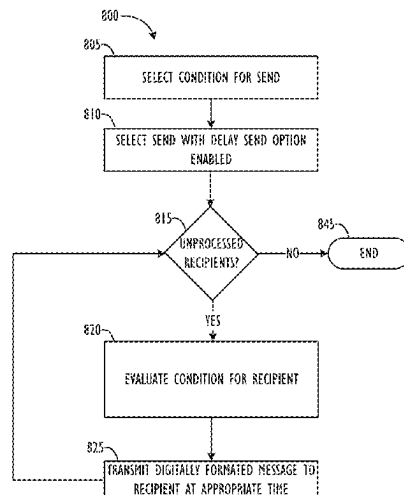 800
805
SELECT CONDITION FOR SEND
810
SELECT SEND WITH DELAY SEND OPTION
ENABLED
815
UNPROCESSED
RECIPIENTS?
NO
845
END
YES
820
EVALUATE CONDITION FOR RECIPIENT
825
TRANSMIT DIGITALLY FORMATED MESSAGE TO
RECIPIENT AT APPROPRIATE TIME